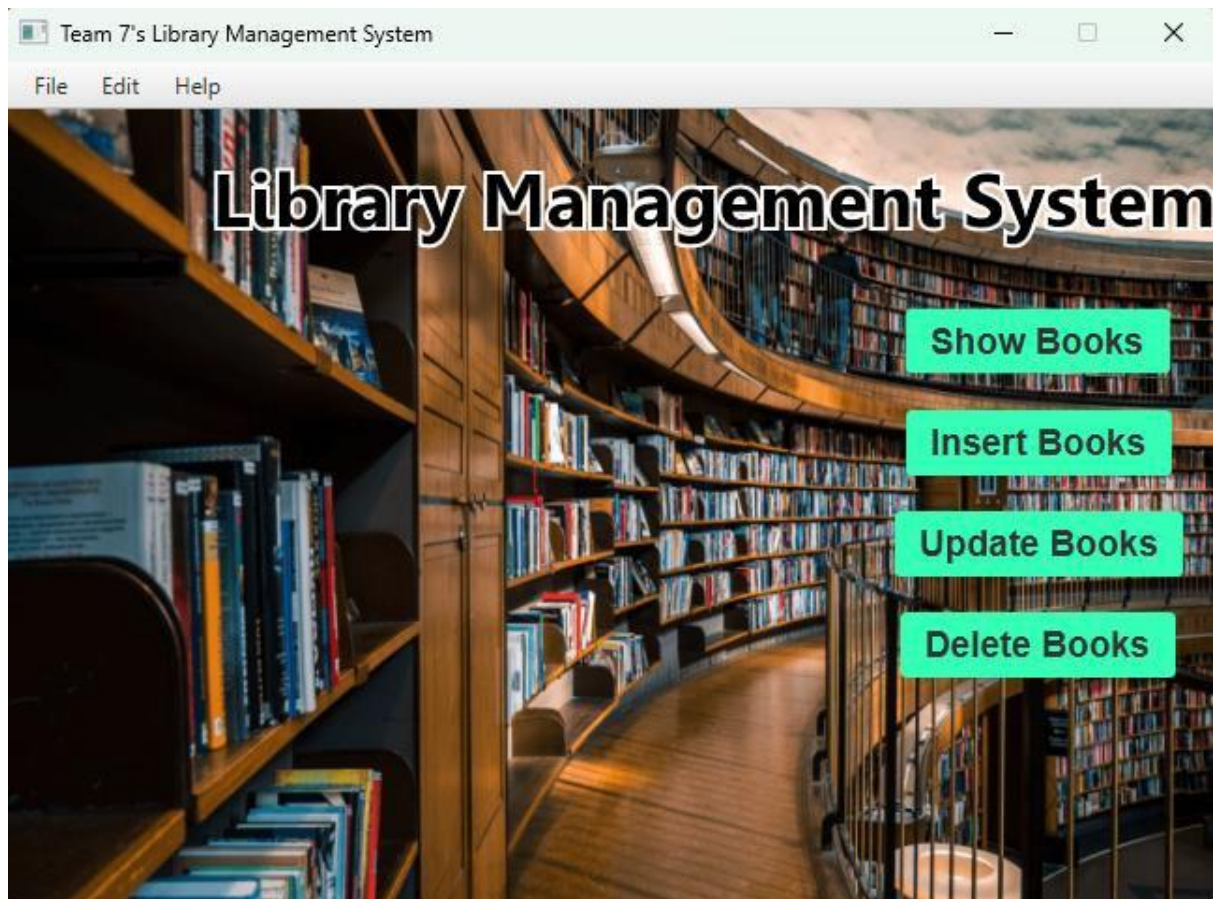 Team 7's Library Management System
File Edit Help
Library Management System
Show Books
Insert Books
Update Books
Delete Books